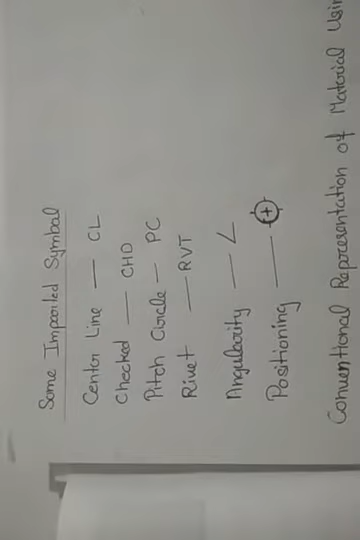 Some Imported Symbol
Center Line — CL
Checked — CHD
Pitch Circle — PC
Rivet — RVT
Angularity — ∠
Positioning — ⌖
Conventional Representation of Material Usin